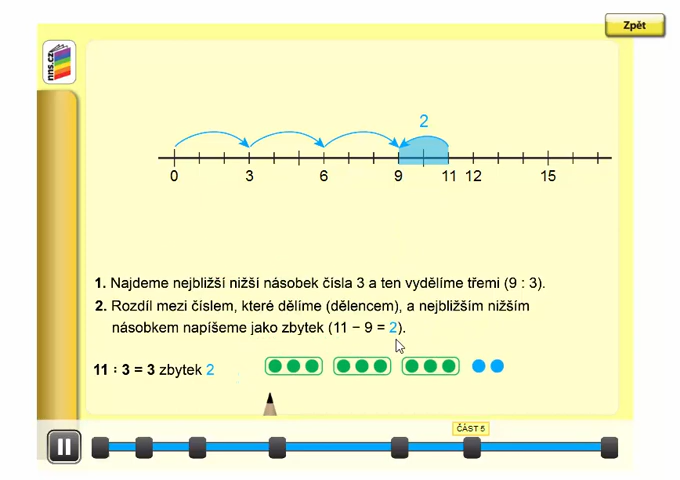 Zpět
nns.cz
2
0 3 6 9 11 12 15
1. Najdeme nejbližší nižší násobek čísla 3 a ten vydělíme třemi (9 : 3).
2. Rozdíl mezi číslem, které dělíme (dělencem), a nejbližším nižším
násobkem napíšeme jako zbytek (11 − 9 = 2).
11 : 3 = 3 zbytek 2
ČÁST 5